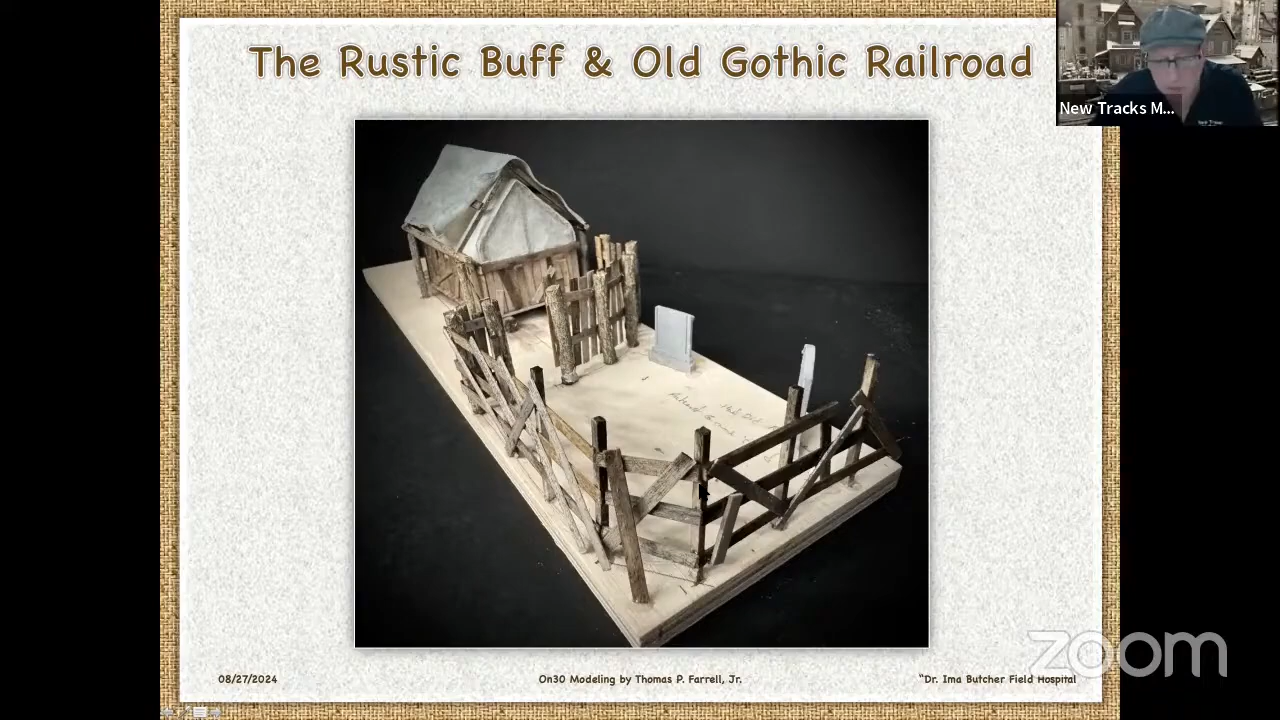 The Rustic Buff & Old Gothic Railroad
New Tracks M...
zoom
08/27/2024
On30 Modeling by Thomas P. Farrell, Jr.
"Dr. Ima Butcher Field Hospital